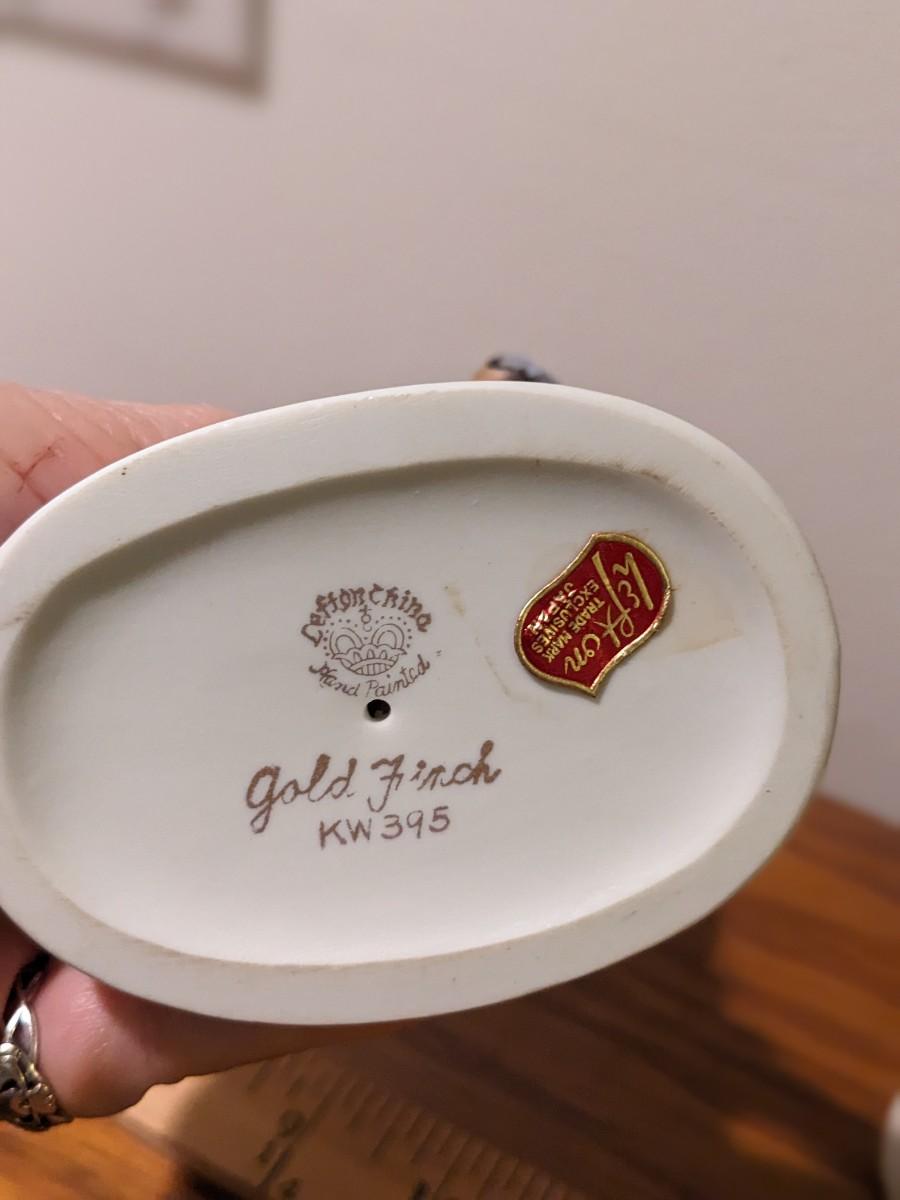 Lefton China
Hand Painted
Gold Finch
KW395
Lefton
TRADE MARK
EXCLUSIVES
JAPAN